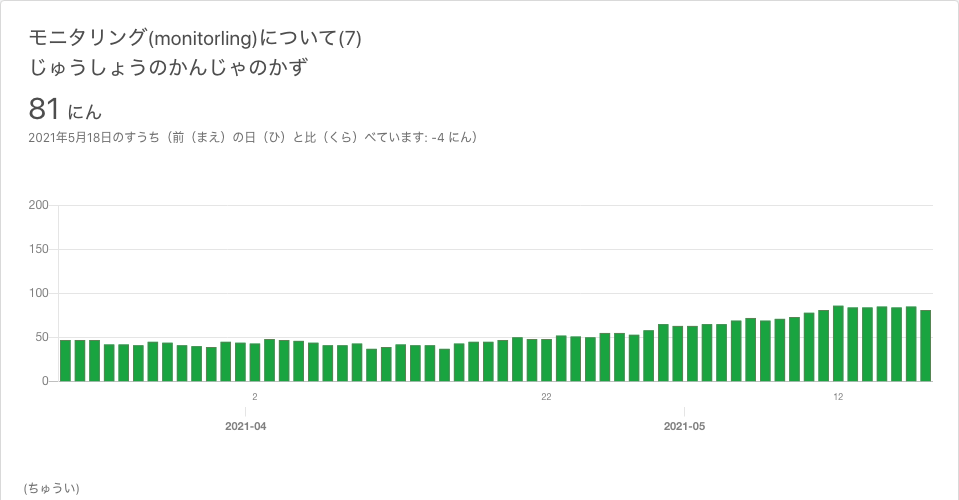 モニタリング(monitorling)について(7)
じゅうしょうのかんじゃのかず
81 にん
2021年5月18日のすうち（前（まえ）の日（ひ）と比（くら）べています: -4 にん）
200
150
100
50
0
2
22
12
2021-04
2021-05
(ちゅうい)